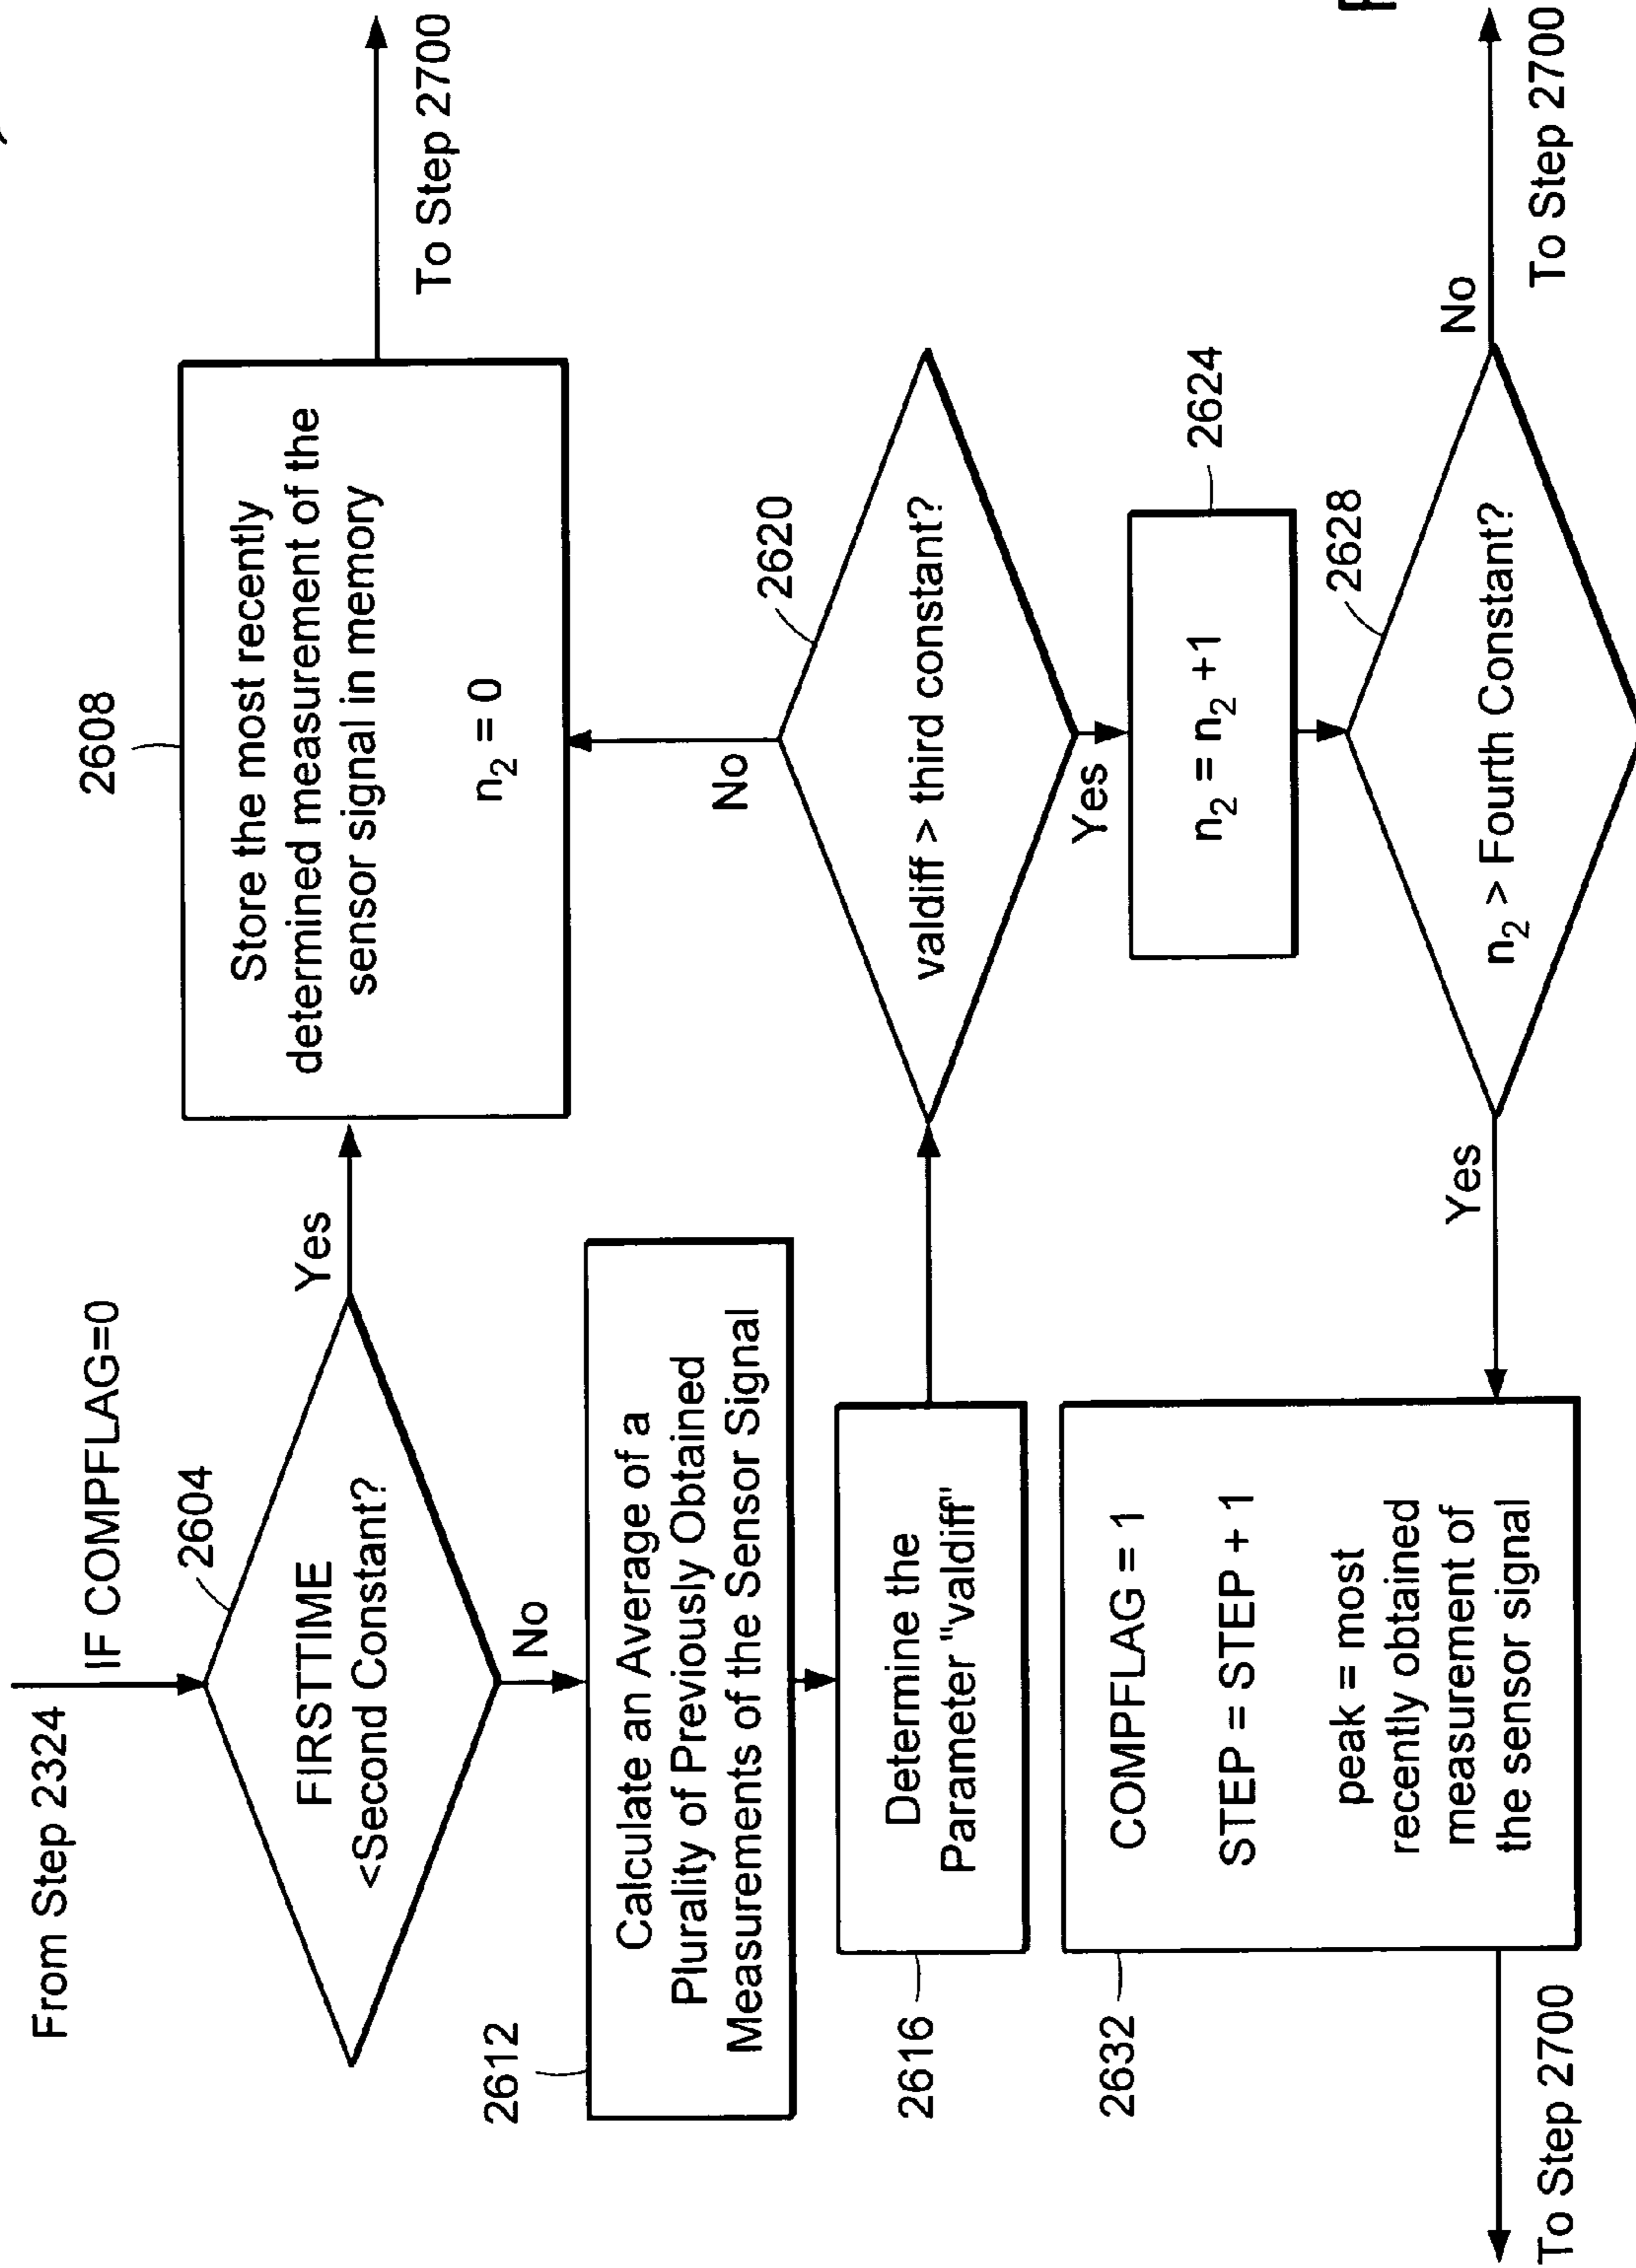 From Step 2324
IF COMPFLAG=0
2604
FIRSTTIME
<Second Constant?
Yes
No
2608
Store the most recently
determined measurement of the
sensor signal in memory
n₂ = 0
To Step 2700
2612
Calculate an Average of a
Plurality of Previously Obtained
Measurements of the Sensor Signal
2616
Determine the
Parameter "valdiff"
2620
valdiff > third constant?
No
Yes
2624
n₂ = n₂ +1
2628
n₂ > Fourth Constant?
No
To Step 2700
Yes
2632
COMPFLAG = 1
STEP = STEP + 1
peak = most
recently obtained
measurement of
the sensor signal
To Step 2700